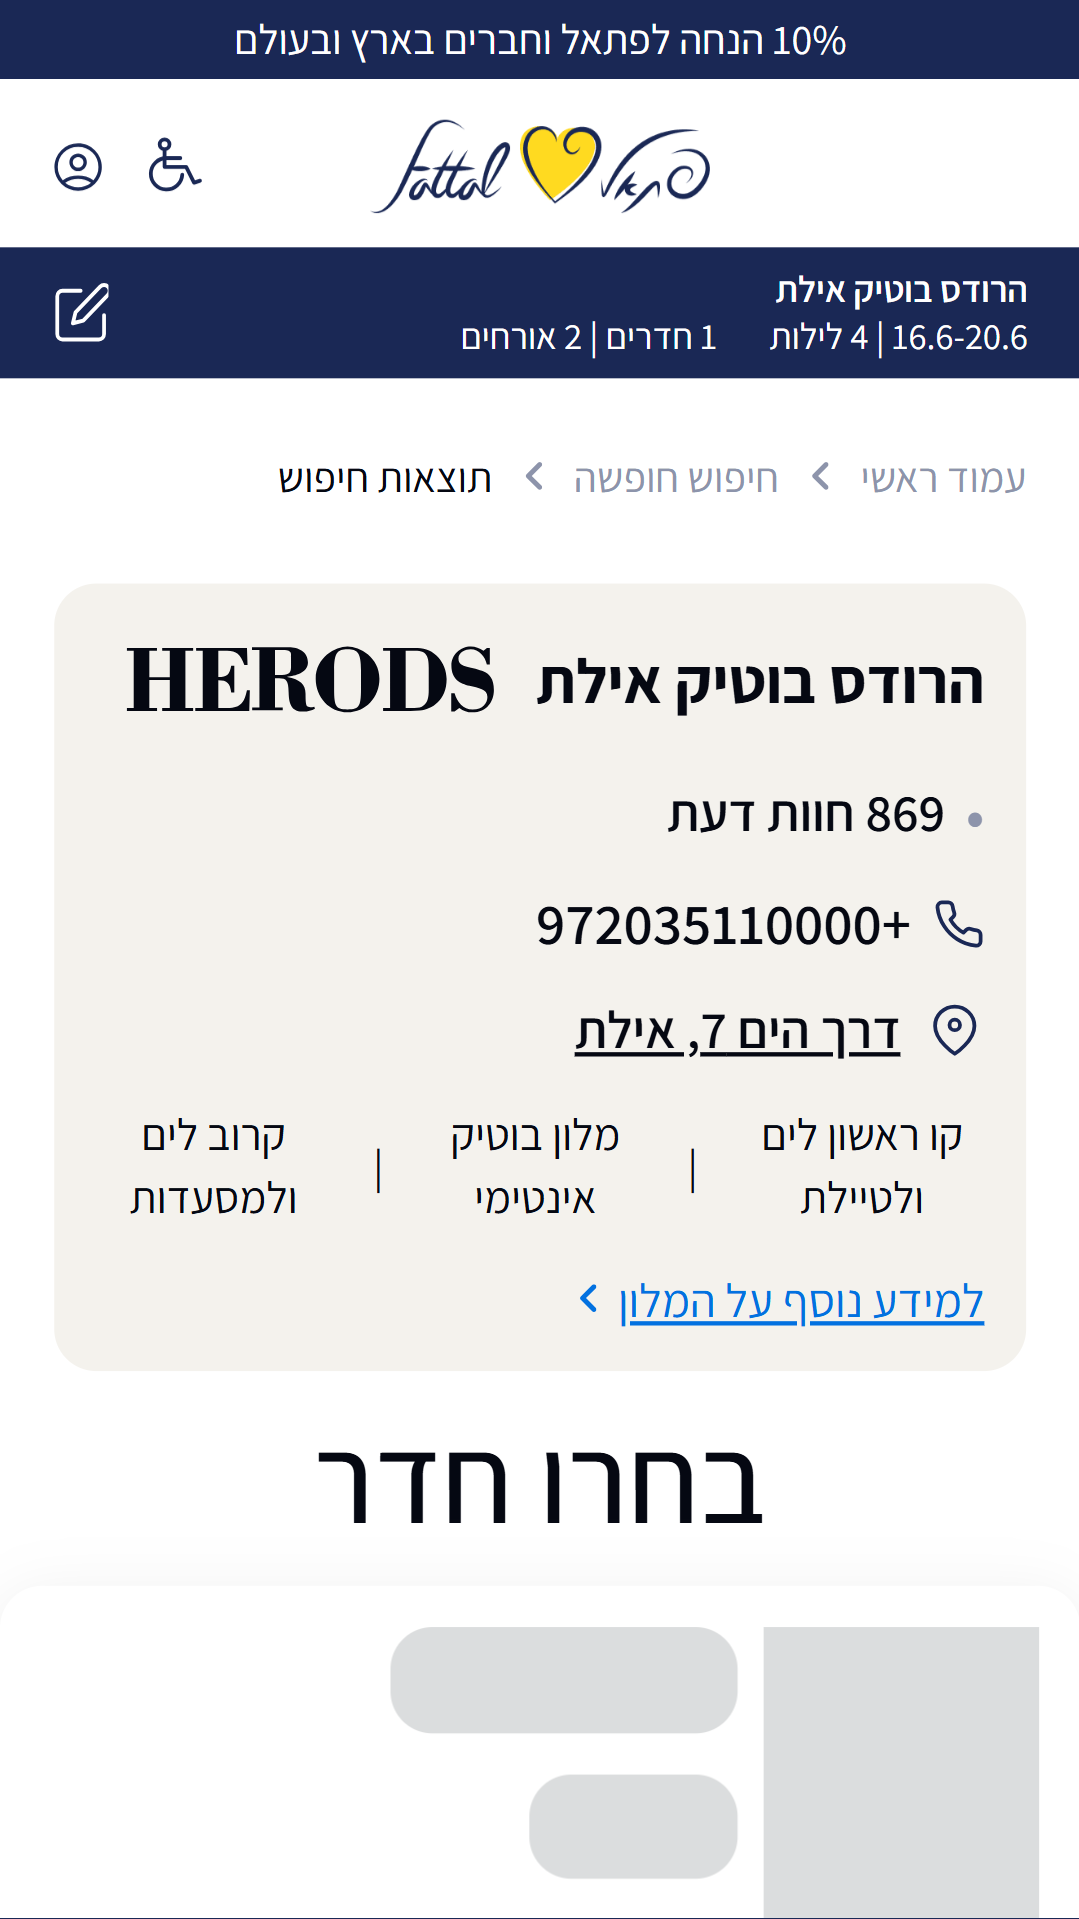 10% הנחה לפתאל וחברים בארץ ובעולם
fattal פתאל
הרודס בוטיק אילת
16.6-20.6 | 4 לילות 1 חדרים | 2 אורחים
עמוד ראשי חיפוש חופשה תוצאות חיפוש
הרודס בוטיק אילת HERODS
869 חוות דעת
972035110000+
דרך הים 7, אילת
קו ראשון לים | מלון בוטיק | קרוב לים
ולטיילת אינטימי ולמסעדות
למידע נוסף על המלון
בחרו חדר